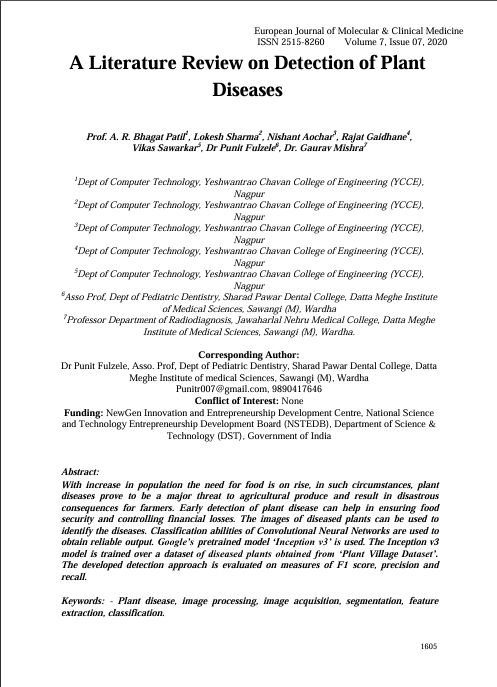 European Journal of Molecular & Clinical Medicine
ISSN 2515-8260 Volume 7, Issue 07, 2020
A Literature Review on Detection of Plant
Diseases
Prof. A. R. Bhagat Patil1, Lokesh Sharma2, Nishant Aochar3, Rajat Gaidhane4,
Vikas Sawarkar5, Dr Punit Fulzele6, Dr. Gaurav Mishra7
1Dept of Computer Technology, Yeshwantrao Chavan College of Engineering (YCCE),
Nagpur
2Dept of Computer Technology, Yeshwantrao Chavan College of Engineering (YCCE),
Nagpur
3Dept of Computer Technology, Yeshwantrao Chavan College of Engineering (YCCE),
Nagpur
4Dept of Computer Technology, Yeshwantrao Chavan College of Engineering (YCCE),
Nagpur
5Dept of Computer Technology, Yeshwantrao Chavan College of Engineering (YCCE),
Nagpur
6Asso Prof, Dept of Pediatric Dentistry, Sharad Pawar Dental College, Datta Meghe Institute
of Medical Sciences, Sawangi (M), Wardha
7Professor Department of Radiodiagnosis, Jawaharlal Nehru Medical College, Datta Meghe
Institute of Medical Sciences, Sawangi (M), Wardha.
Corresponding Author:
Dr Punit Fulzele, Asso. Prof, Dept of Pediatric Dentistry, Sharad Pawar Dental College, Datta
Meghe Institute of medical Sciences, Sawangi (M), Wardha
Punitr007@gmail.com, 9890417646
Conflict of Interest: None
Funding: NewGen Innovation and Entrepreneurship Development Centre, National Science
and Technology Entrepreneurship Development Board (NSTEDB), Department of Science &
Technology (DST), Government of India
Abstract:
With increase in population the need for food is on rise, in such circumstances, plant
diseases prove to be a major threat to agricultural produce and result in disastrous
consequences for farmers. Early detection of plant disease can help in ensuring food
security and controlling financial losses. The images of diseased plants can be used to
identify the diseases. Classification abilities of Convolutional Neural Networks are used to
obtain reliable output. Google's pretrained model 'Inception v3' is used. The Inception v3
model is trained over a dataset of diseased plants obtained from 'Plant Village Dataset'.
The developed detection approach is evaluated on measures of F1 score, precision and
recall.
Keywords: - Plant disease, image processing, image acquisition, segmentation, feature
extraction, classification.
1605